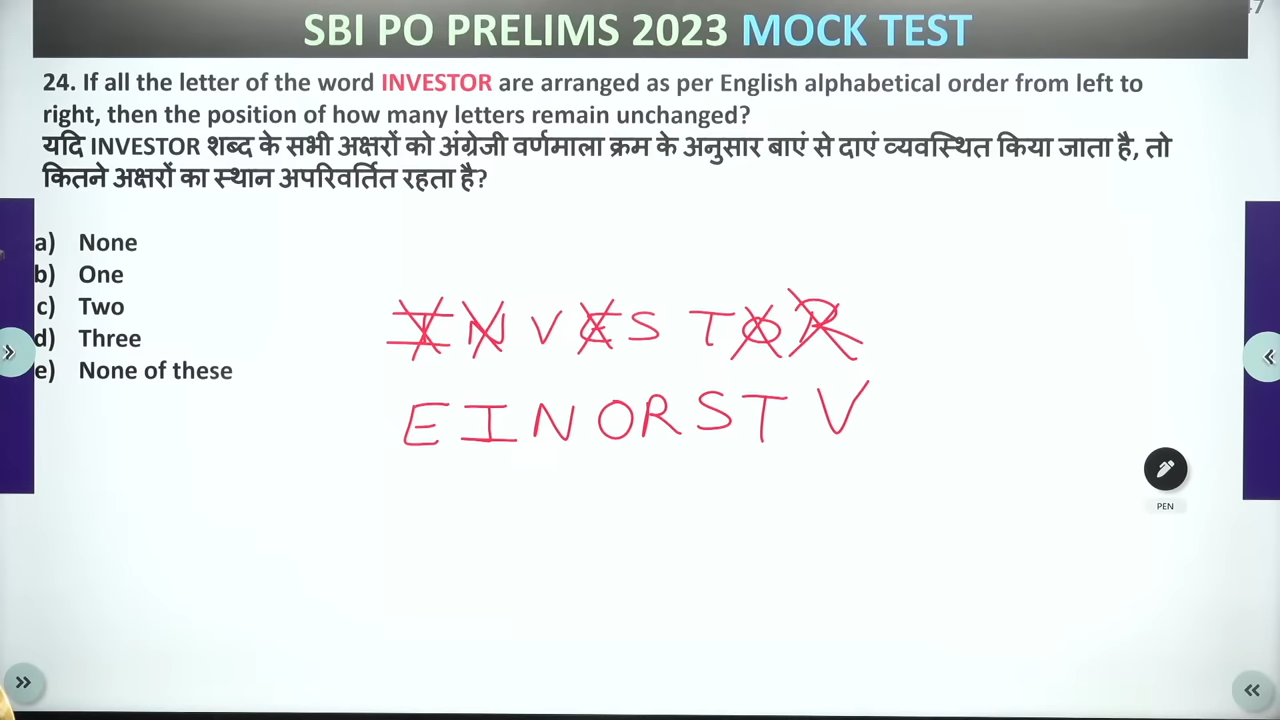 47
SBI PO PRELIMS 2023 MOCK TEST
24. If all the letter of the word INVESTOR are arranged as per English alphabetical order from left to
right, then the position of how many letters remain unchanged?
यदि INVESTOR शब्द के सभी अक्षरों को अंग्रेजी वर्णमाला क्रम के अनुसार बाएं से दाएं व्यवस्थित किया जाता है, तो
कितने अक्षरों का स्थान अपरिवर्तित रहता है?
a) None
b) One
c) Two
d) Three
e) None of these
I N V E S T O R
E I N O R S T V
PEN